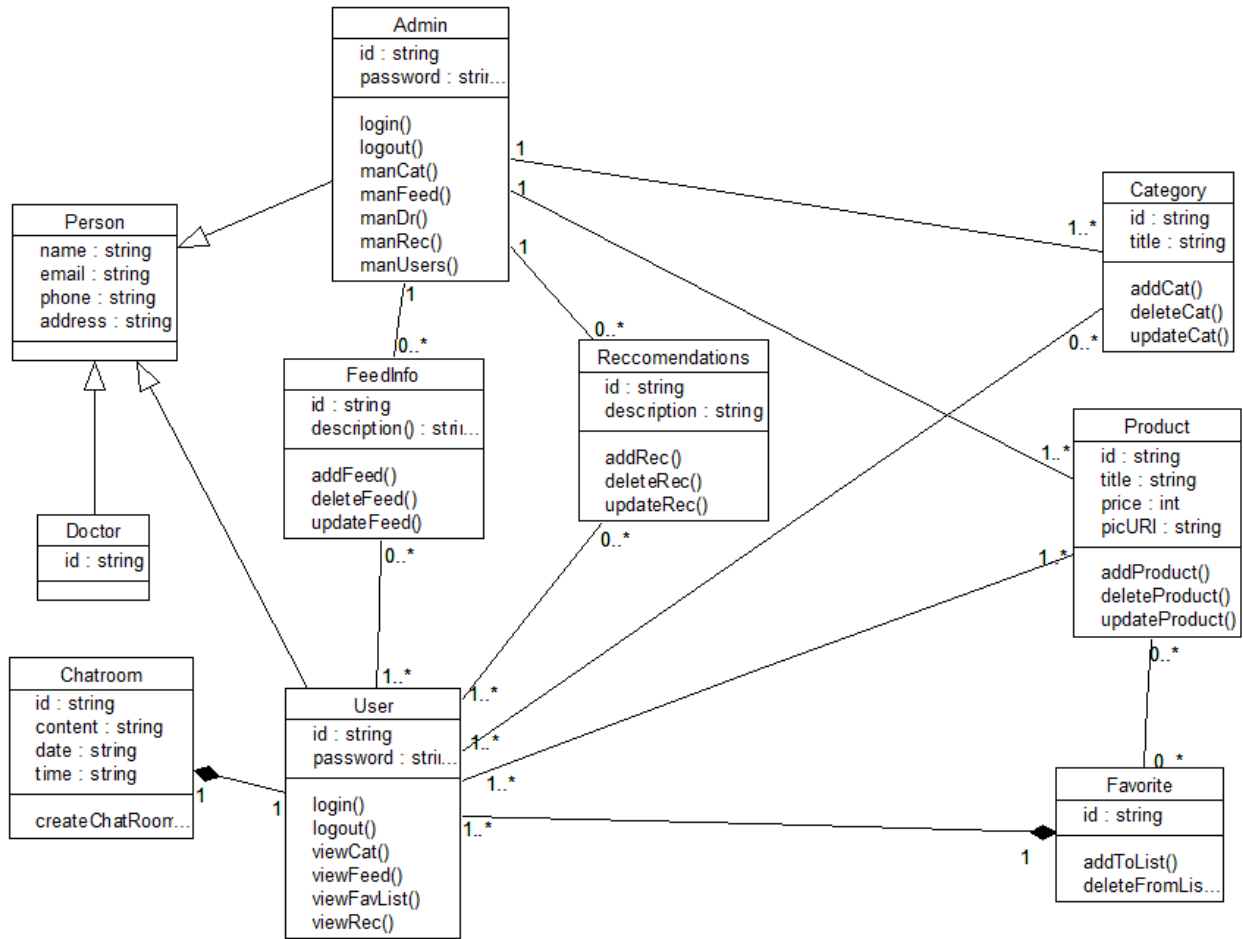 Admin
id : string
password : strin...
login()
logout()
manCat()
manFeed()
manDr()
manRec()
manUsers()
1
1
1
1
Person
name : string
email : string
phone : string
address : string
Category
id : string
title : string
addCat()
deleteCat()
updateCat()
1..*
0..*
FeedInfo
id : string
description() : strin...
addFeed()
deleteFeed()
updateFeed()
0..*
0..*
Reccomendations
id : string
description : string
addRec()
deleteRec()
updateRec()
0..*
0..*
Product
id : string
title : string
price : int
picURI : string
addProduct()
deleteProduct()
updateProduct()
1..*
1..*
0..*
Doctor
id : string
Chatroom
id : string
content : string
date : string
time : string
createChatRoom...
1
1
User
id : string
password : strin...
login()
logout()
viewCat()
viewFeed()
viewFavList()
viewRec()
1..*
1..*
1..*
1..*
1..*
Favorite
id : string
addToList()
deleteFromLis...
0..*
1